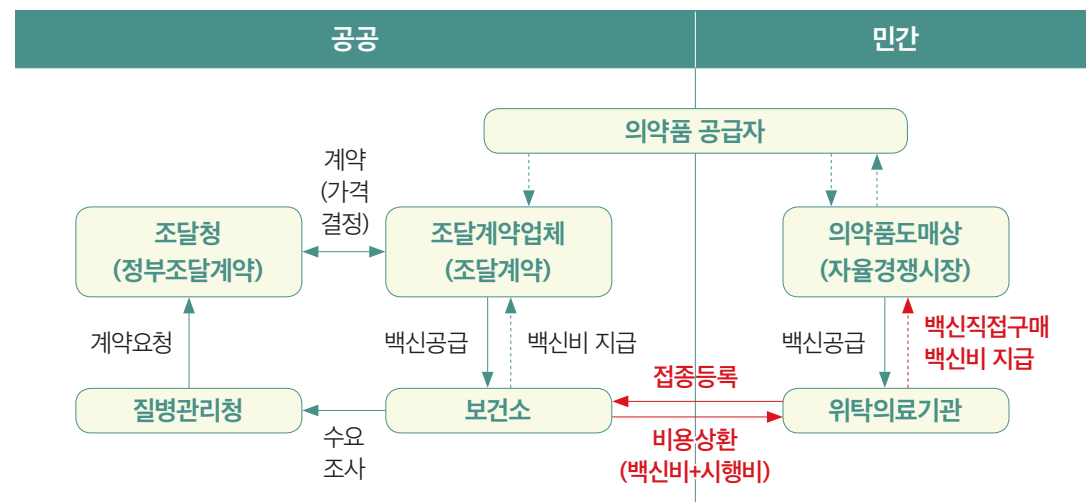 공공
민간
의약품 공급자
계약
(가격
결정)
조달청
(정부조달계약)
조달계약업체
(조달계약)
의약품도매상
(자율경쟁시장)
계약요청
백신공급
백신비 지급
백신공급
백신직접구매
백신비 지급
접종등록
질병관리청
보건소
위탁의료기관
수요
조사
비용상환
(백신비+시행비)